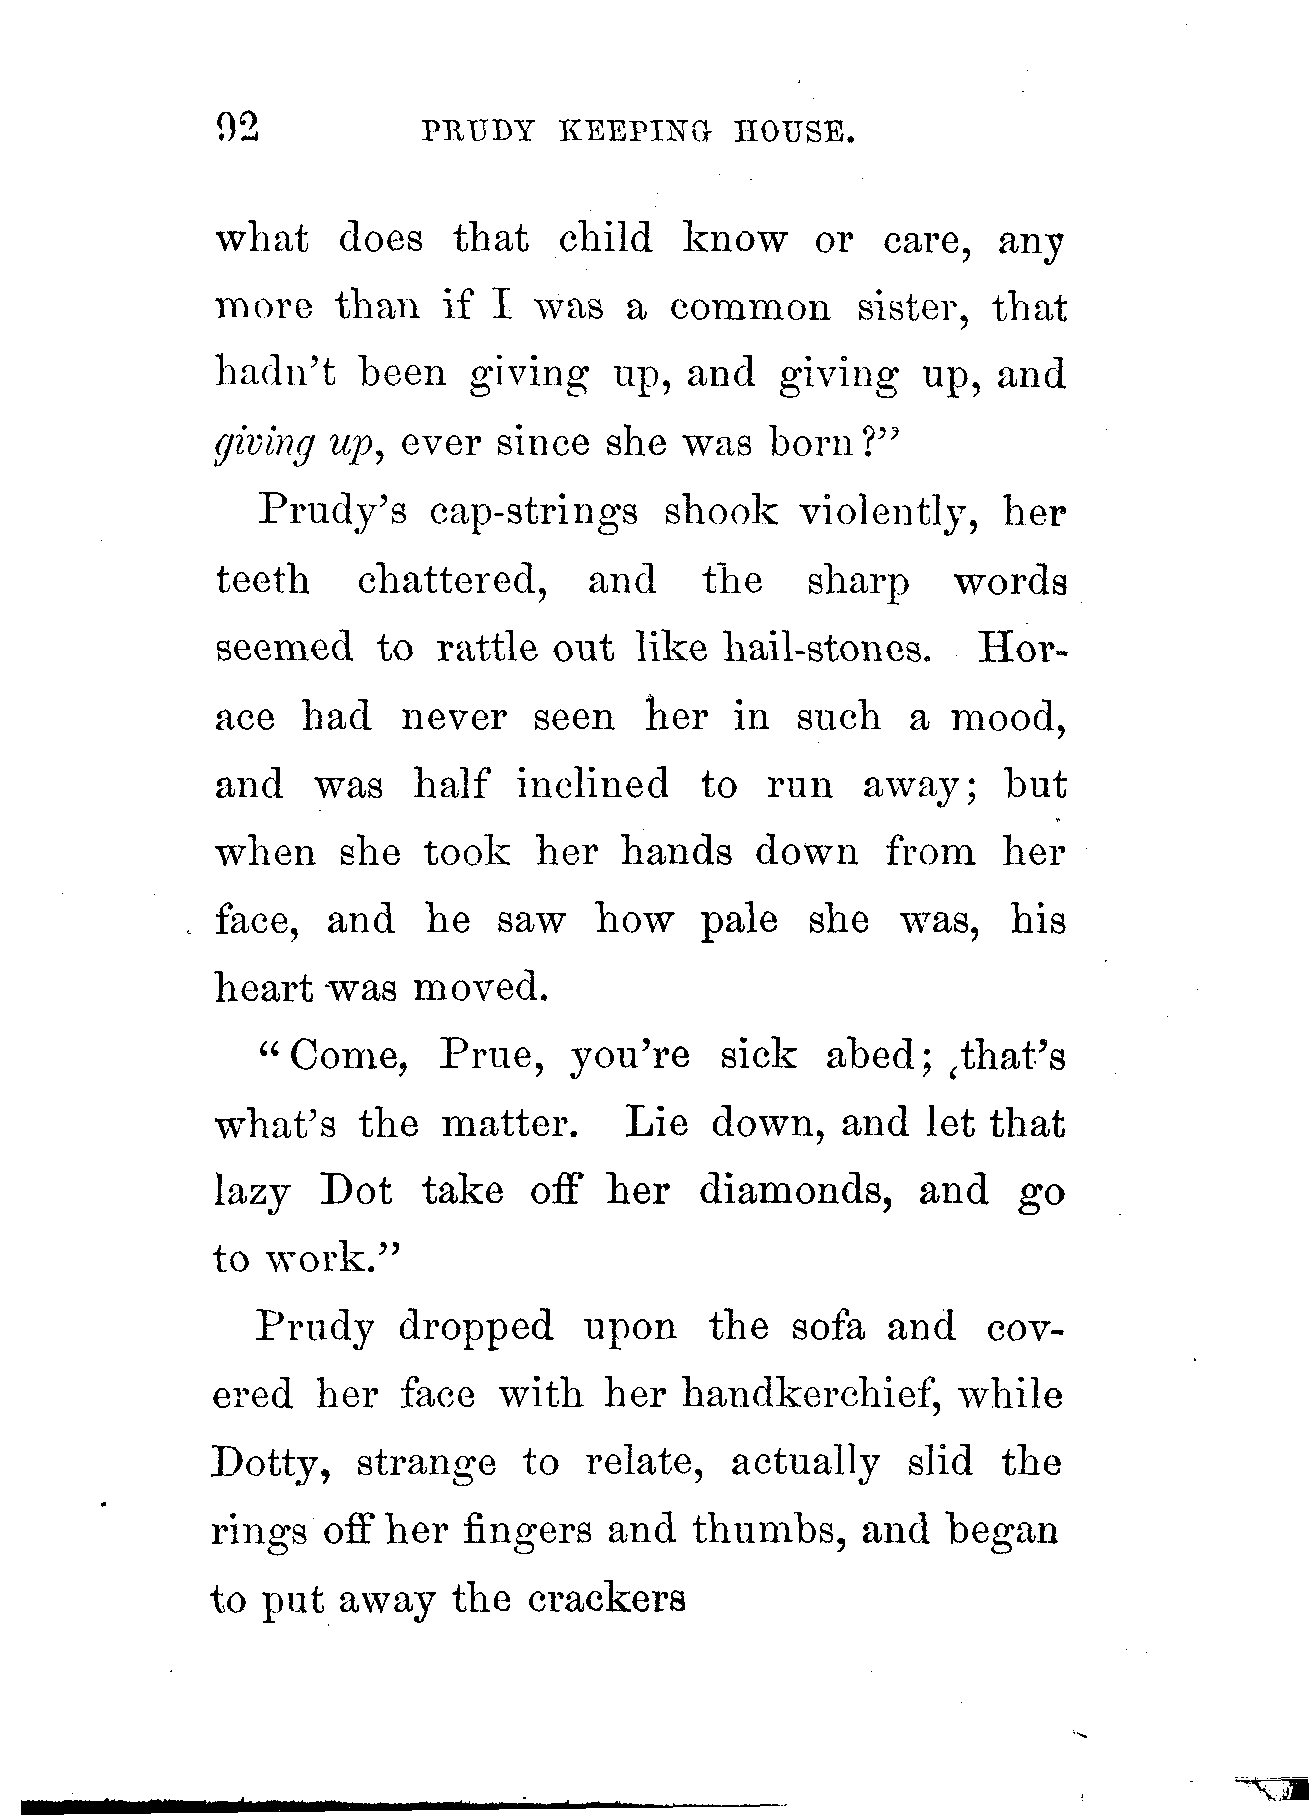 92 PRUDY KEEPING HOUSE.
what does that child know or care, any
more than if I was a common sister, that
hadn't been giving up, and giving up, and
giving up, ever since she was born?"
Prudy's cap-strings shook violently, her
teeth chattered, and the sharp words
seemed to rattle out like hail-stones. Hor-
ace had never seen her in such a mood,
and was half inclined to run away; but
when she took her hands down from her
face, and he saw how pale she was, his
heart was moved.
"Come, Prue, you're sick abed; that's
what's the matter. Lie down, and let that
lazy Dot take off her diamonds, and go
to work."
Prudy dropped upon the sofa and cov-
ered her face with her handkerchief, while
Dotty, strange to relate, actually slid the
rings off her fingers and thumbs, and began
to put away the crackers